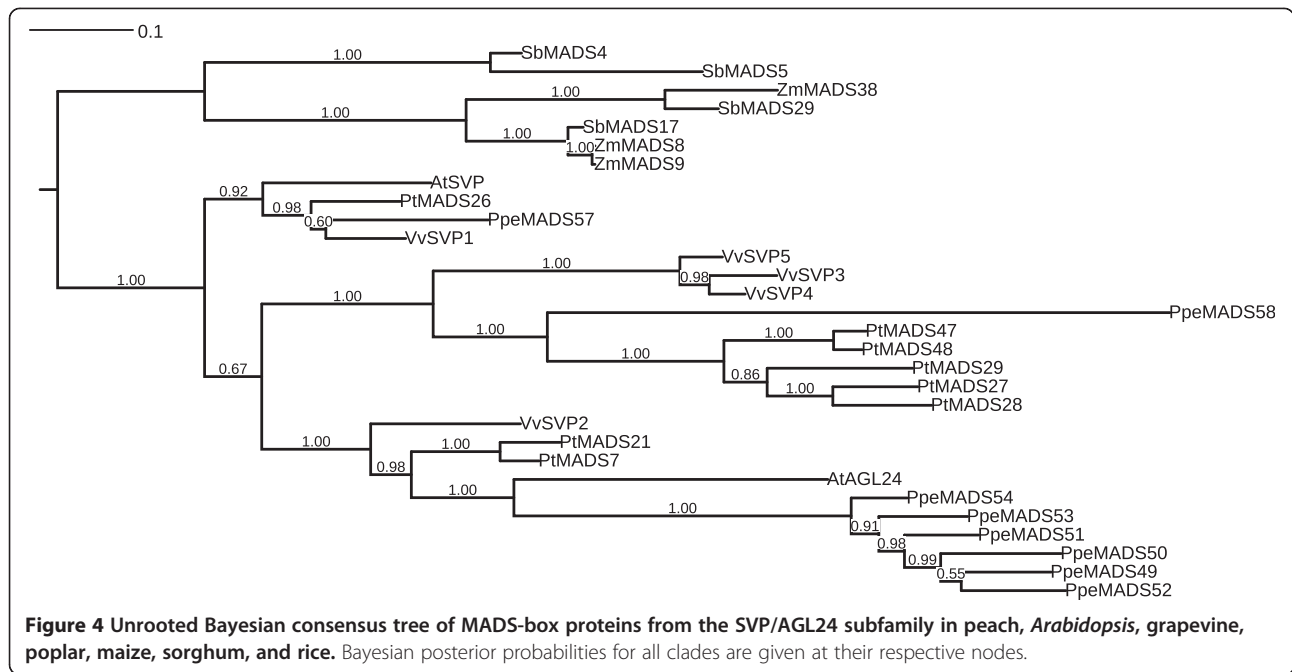 0.1
1.00
SbMADS4
SbMADS5
1.00
1.00
ZmMADS38
SbMADS29
1.00
SbMADS17
1.00
ZmMADS8
ZmMADS9
0.92
AtSVP
0.98
PtMADS26
0.60
PpeMADS57
VvSVP1
1.00
1.00
VvSVP5
0.98
VvSVP3
VvSVP4
1.00
1.00
PpeMADS58
1.00
1.00
PtMADS47
PtMADS48
0.86
PtMADS29
1.00
PtMADS27
PtMADS28
0.67
1.00
VvSVP2
0.98
1.00
PtMADS21
PtMADS7
1.00
AtAGL24
1.00
PpeMADS54
0.91
PpeMADS53
0.98
PpeMADS51
0.99
PpeMADS50
0.55
PpeMADS49
PpeMADS52
Figure 4 Unrooted Bayesian consensus tree of MADS-box proteins from the SVP/AGL24 subfamily in peach, Arabidopsis, grapevine,
poplar, maize, sorghum, and rice. Bayesian posterior probabilities for all clades are given at their respective nodes.